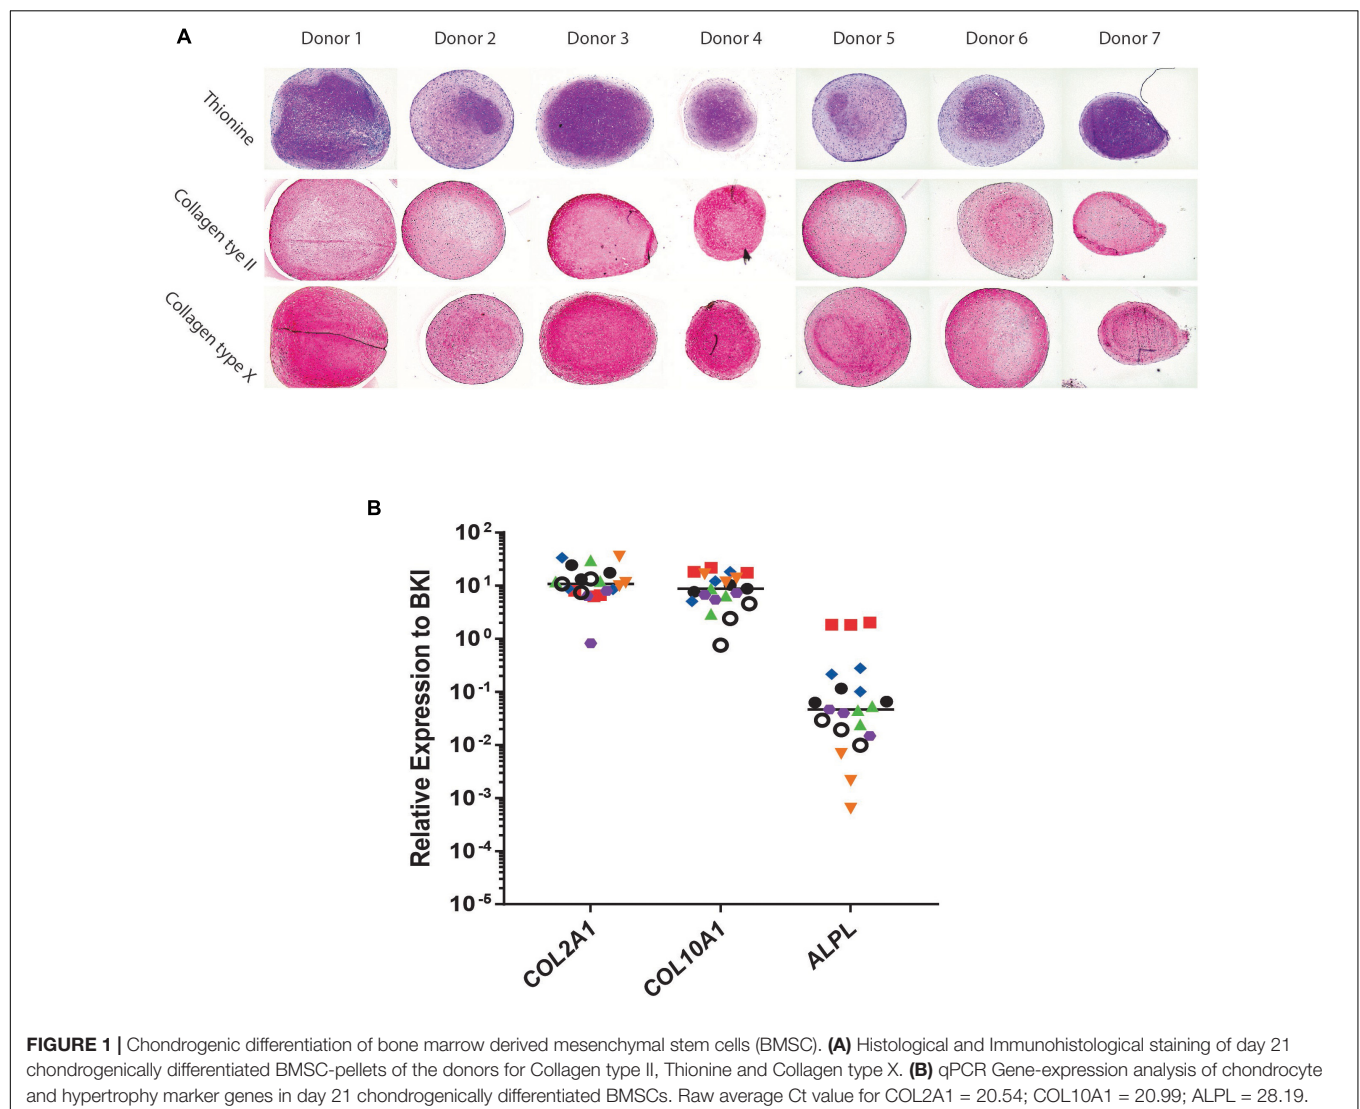 A
Donor 1 Donor 2 Donor 3 Donor 4 Donor 5 Donor 6 Donor 7
Thionine
Collagen tye II
Collagen type X
B
Relative Expression to BKI
10²
10¹
10⁰
10⁻¹
10⁻²
10⁻³
10⁻⁴
10⁻⁵
COL2A1 COL10A1 ALPL
FIGURE 1 | Chondrogenic differentiation of bone marrow derived mesenchymal stem cells (BMSC). (A) Histological and Immunohistological staining of day 21
chondrogenically differentiated BMSC-pellets of the donors for Collagen type II, Thionine and Collagen type X. (B) qPCR Gene-expression analysis of chondrocyte
and hypertrophy marker genes in day 21 chondrogenically differentiated BMSCs. Raw average Ct value for COL2A1 = 20.54; COL10A1 = 20.99; ALPL = 28.19.